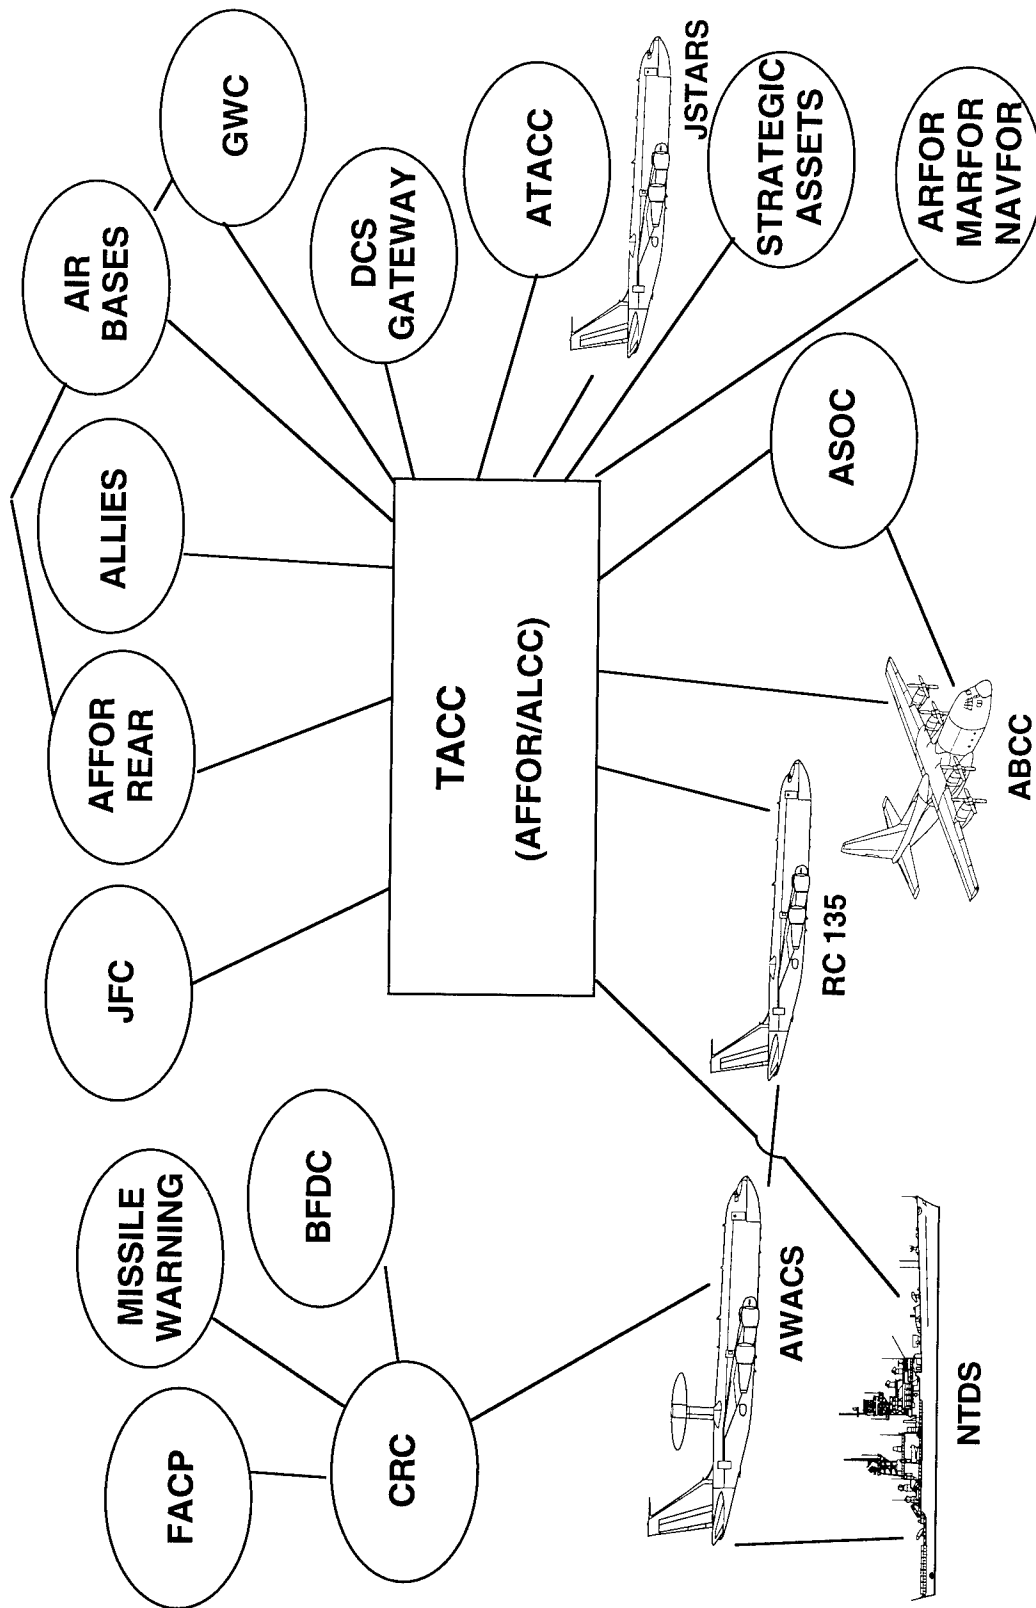 FACP
MISSILE
WARNING
JFC
AFFOR
REAR
ALLIES
AIR
BASES
GWC
BFDC
CRC
TACC
(AFFOR/ALCC)
DCS
GATEWAY
ATACC
JSTARS
STRATEGIC
ASSETS
ARFOR
MARFOR
NAVFOR
ASOC
AWACS
RC 135
ABCC
NTDS